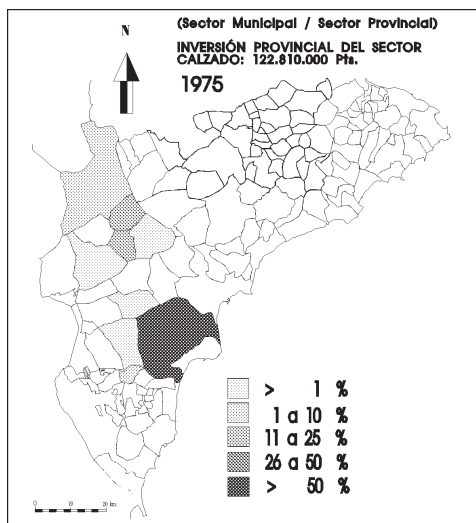 (Sector Municipal / Sector Provincial)
N
INVERSIÓN PROVINCIAL DEL SECTOR
CALZADO: 122.810.000 Pts.
1975
> 1 %
1 a 10 %
11 a 25 %
26 a 50 %
> 50 %
0 10 20 km.